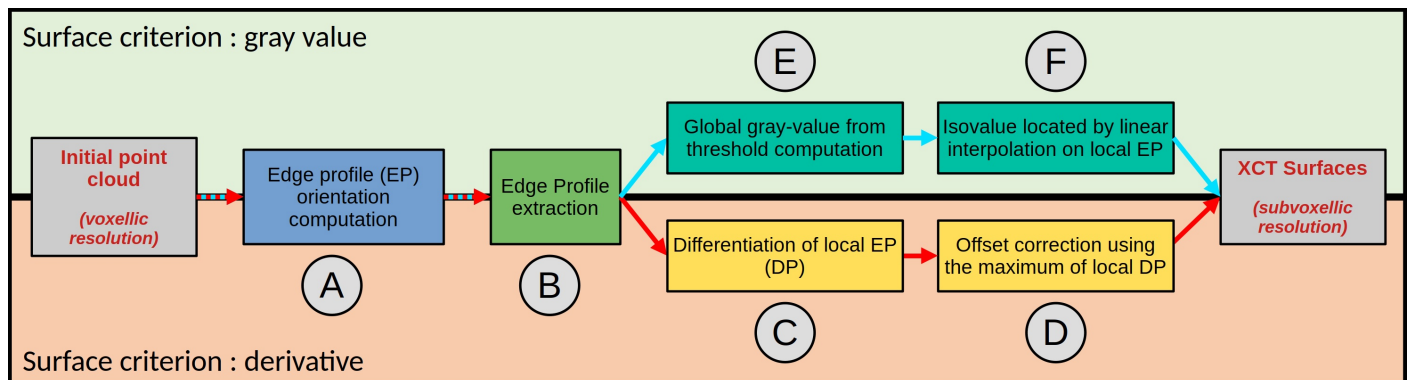 Surface criterion : gray value
E
F
Initial point
cloud
(voxellic
resolution)
Edge profile (EP)
orientation
computation
A
Edge Profile
extraction
B
Global gray-value from
threshold computation
Isovalue located by linear
interpolation on local EP
Differentiation of local EP
(DP)
C
Offset correction using
the maximum of local DP
D
XCT Surfaces
(subvoxellic
resolution)
Surface criterion : derivative